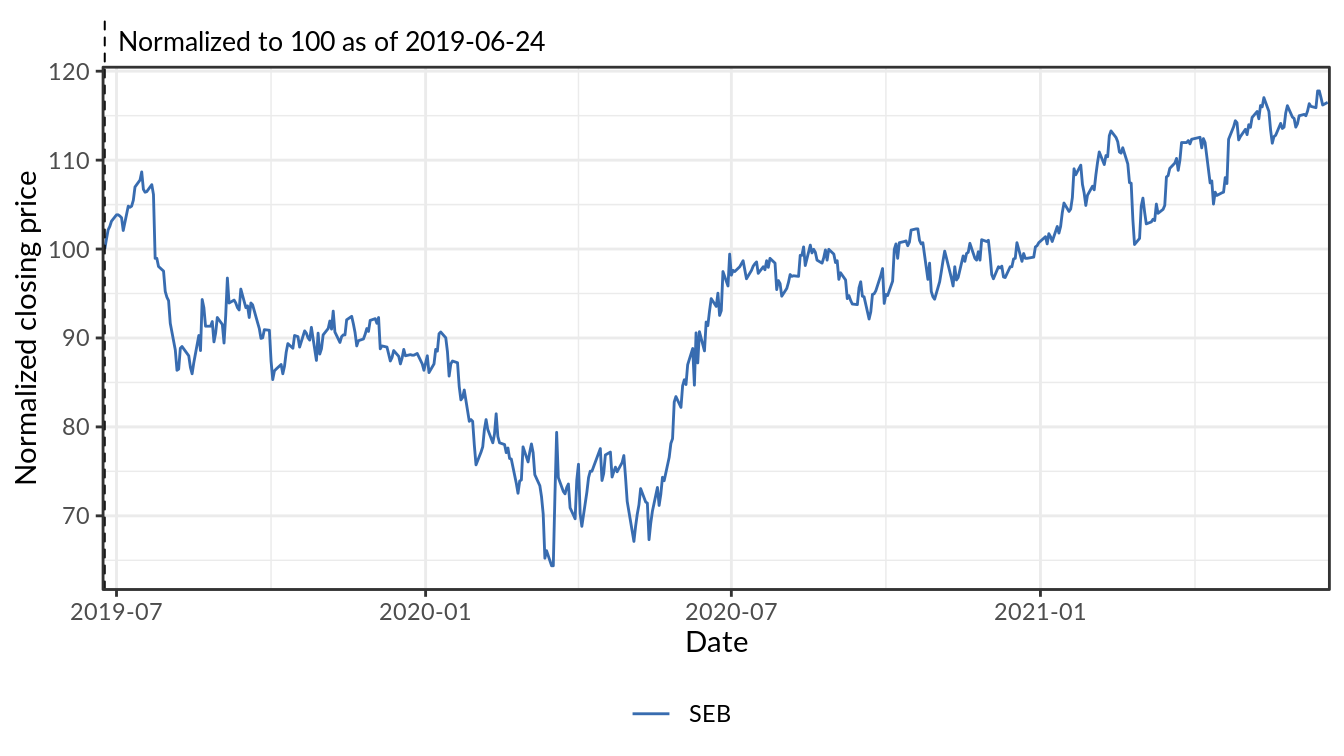 Normalized to 100 as of 2019-06-24
120
110
100
90
80
70
Normalized closing price
2019-07
2020-01
2020-07
2021-01
Date
SEB